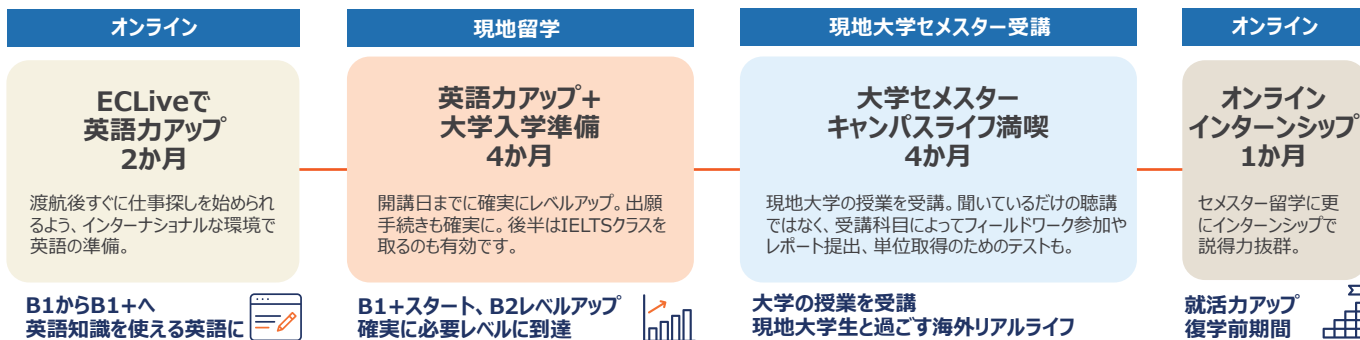 オンライン
ECLiveで
英語力アップ
2か月
渡航後すぐに仕事探しを始められ
るよう、インターナショナルな環境で
英語の準備。
B1からB1+へ
英語知識を使える英語に
現地留学
英語力アップ+
大学入学準備
4か月
開講日までに確実にレベルアップ。出願
手続きも確実に。後半はIELTSクラスを
取るのも有効です。
B1+スタート、B2レベルアップ
確実に必要レベルに到達
現地大学セメスター受講
大学セメスター
キャンパスライフ満喫
4か月
現地大学の授業を受講。聞いているだけの聴講
ではなく、受講科目によってフィールドワーク参加や
レポート提出、単位取得のためのテストも。
大学の授業を受講
現地大学生と過ごす海外リアルライフ
オンライン
オンライン
インターンシップ
1か月
セメスター留学に更
にインターンシップで
説得力抜群。
就活力アップ
復学前期間